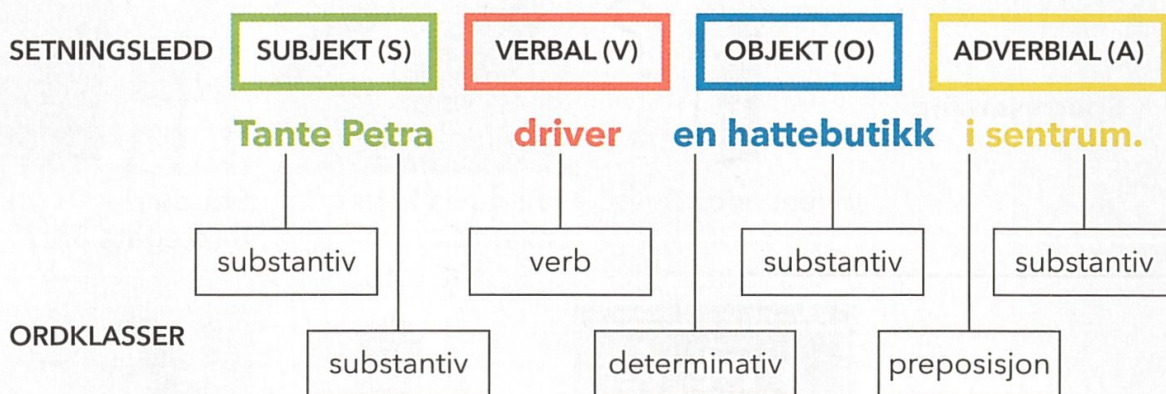 SETNINGSLEDD SUBJEKT (S) VERBAL (V) OBJEKT (O) ADVERBIAL (A)
Tante Petra driver en hattebutikk i sentrum.
substantiv verb substantiv substantiv
ORDKLASSER
substantiv determinativ preposisjon